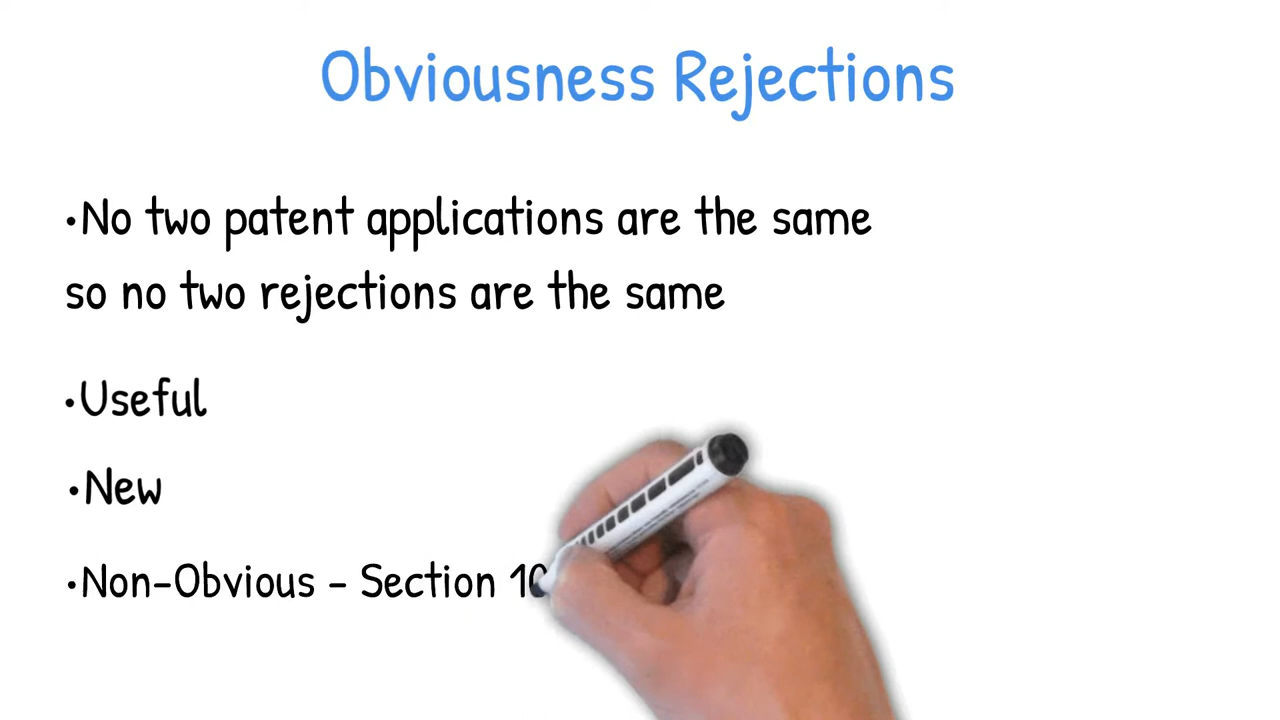 Obviousness Rejections
•No two patent applications are the same
so no two rejections are the same
•Useful
•New
•Non-Obvious - Section 10